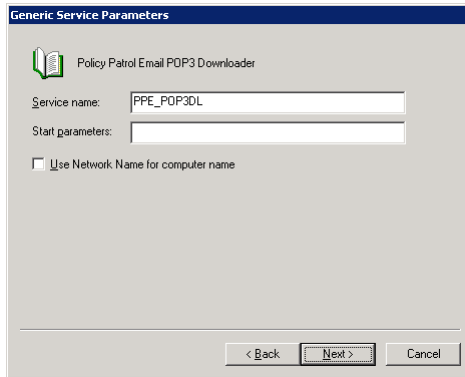 Generic Service Parameters
Policy Patrol Email POP3 Downloader
Service name: PPE_POP3DL
Start parameters:
Use Network Name for computer name
< Back Next > Cancel